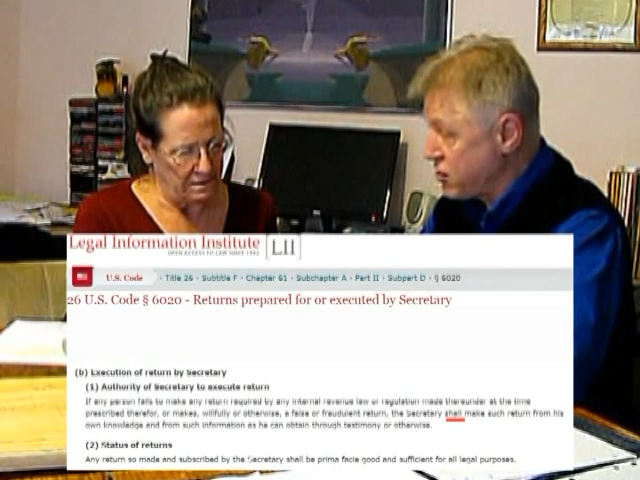 Legal Information Institute LII
OPEN ACCESS TO LAW SINCE 1992
U.S. Code › Title 26 › Subtitle F › Chapter 61 › Subchapter A › Part II › Subpart D › § 6020
26 U.S. Code § 6020 - Returns prepared for or executed by Secretary
(b) Execution of return by Secretary
(1) Authority of Secretary to execute return
If any person fails to make any return required by any internal revenue law or regulation made thereunder at the time
prescribed therefor, or makes, willfully or otherwise, a false or fraudulent return, the Secretary shall make such return from his
own knowledge and from such information as he can obtain through testimony or otherwise.
(2) Status of returns
Any return so made and subscribed by the Secretary shall be prima facie good and sufficient for all legal purposes.